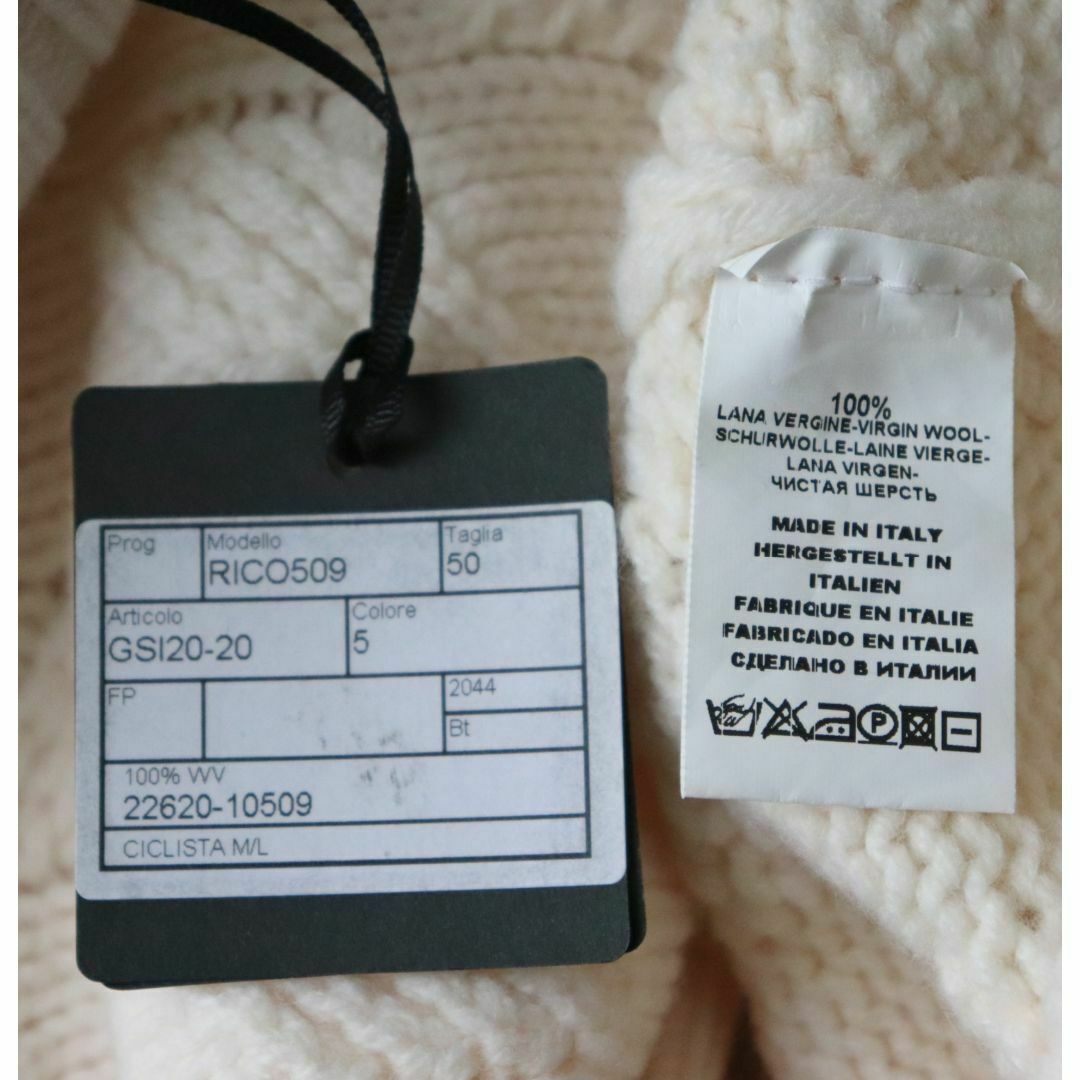 Prog
Modello
RICO509
Taglia
50
Articolo
GSI20-20
Colore
5
FP
2044
Bt
100% WV
22620-10509
CICLISTA M/L
100%
LANA VERGINE-VIRGIN WOOL-
SCHURWOLLE-LAINE VIERGE-
LANA VIRGEN-
ЧИСТАЯ ШЕРСТЬ
MADE IN ITALY
HERGESTELLT IN
ITALIEN
FABRIQUE EN ITALIE
FABRICADO EN ITALIA
СДЕЛАНО В ИТАЛИИ
P